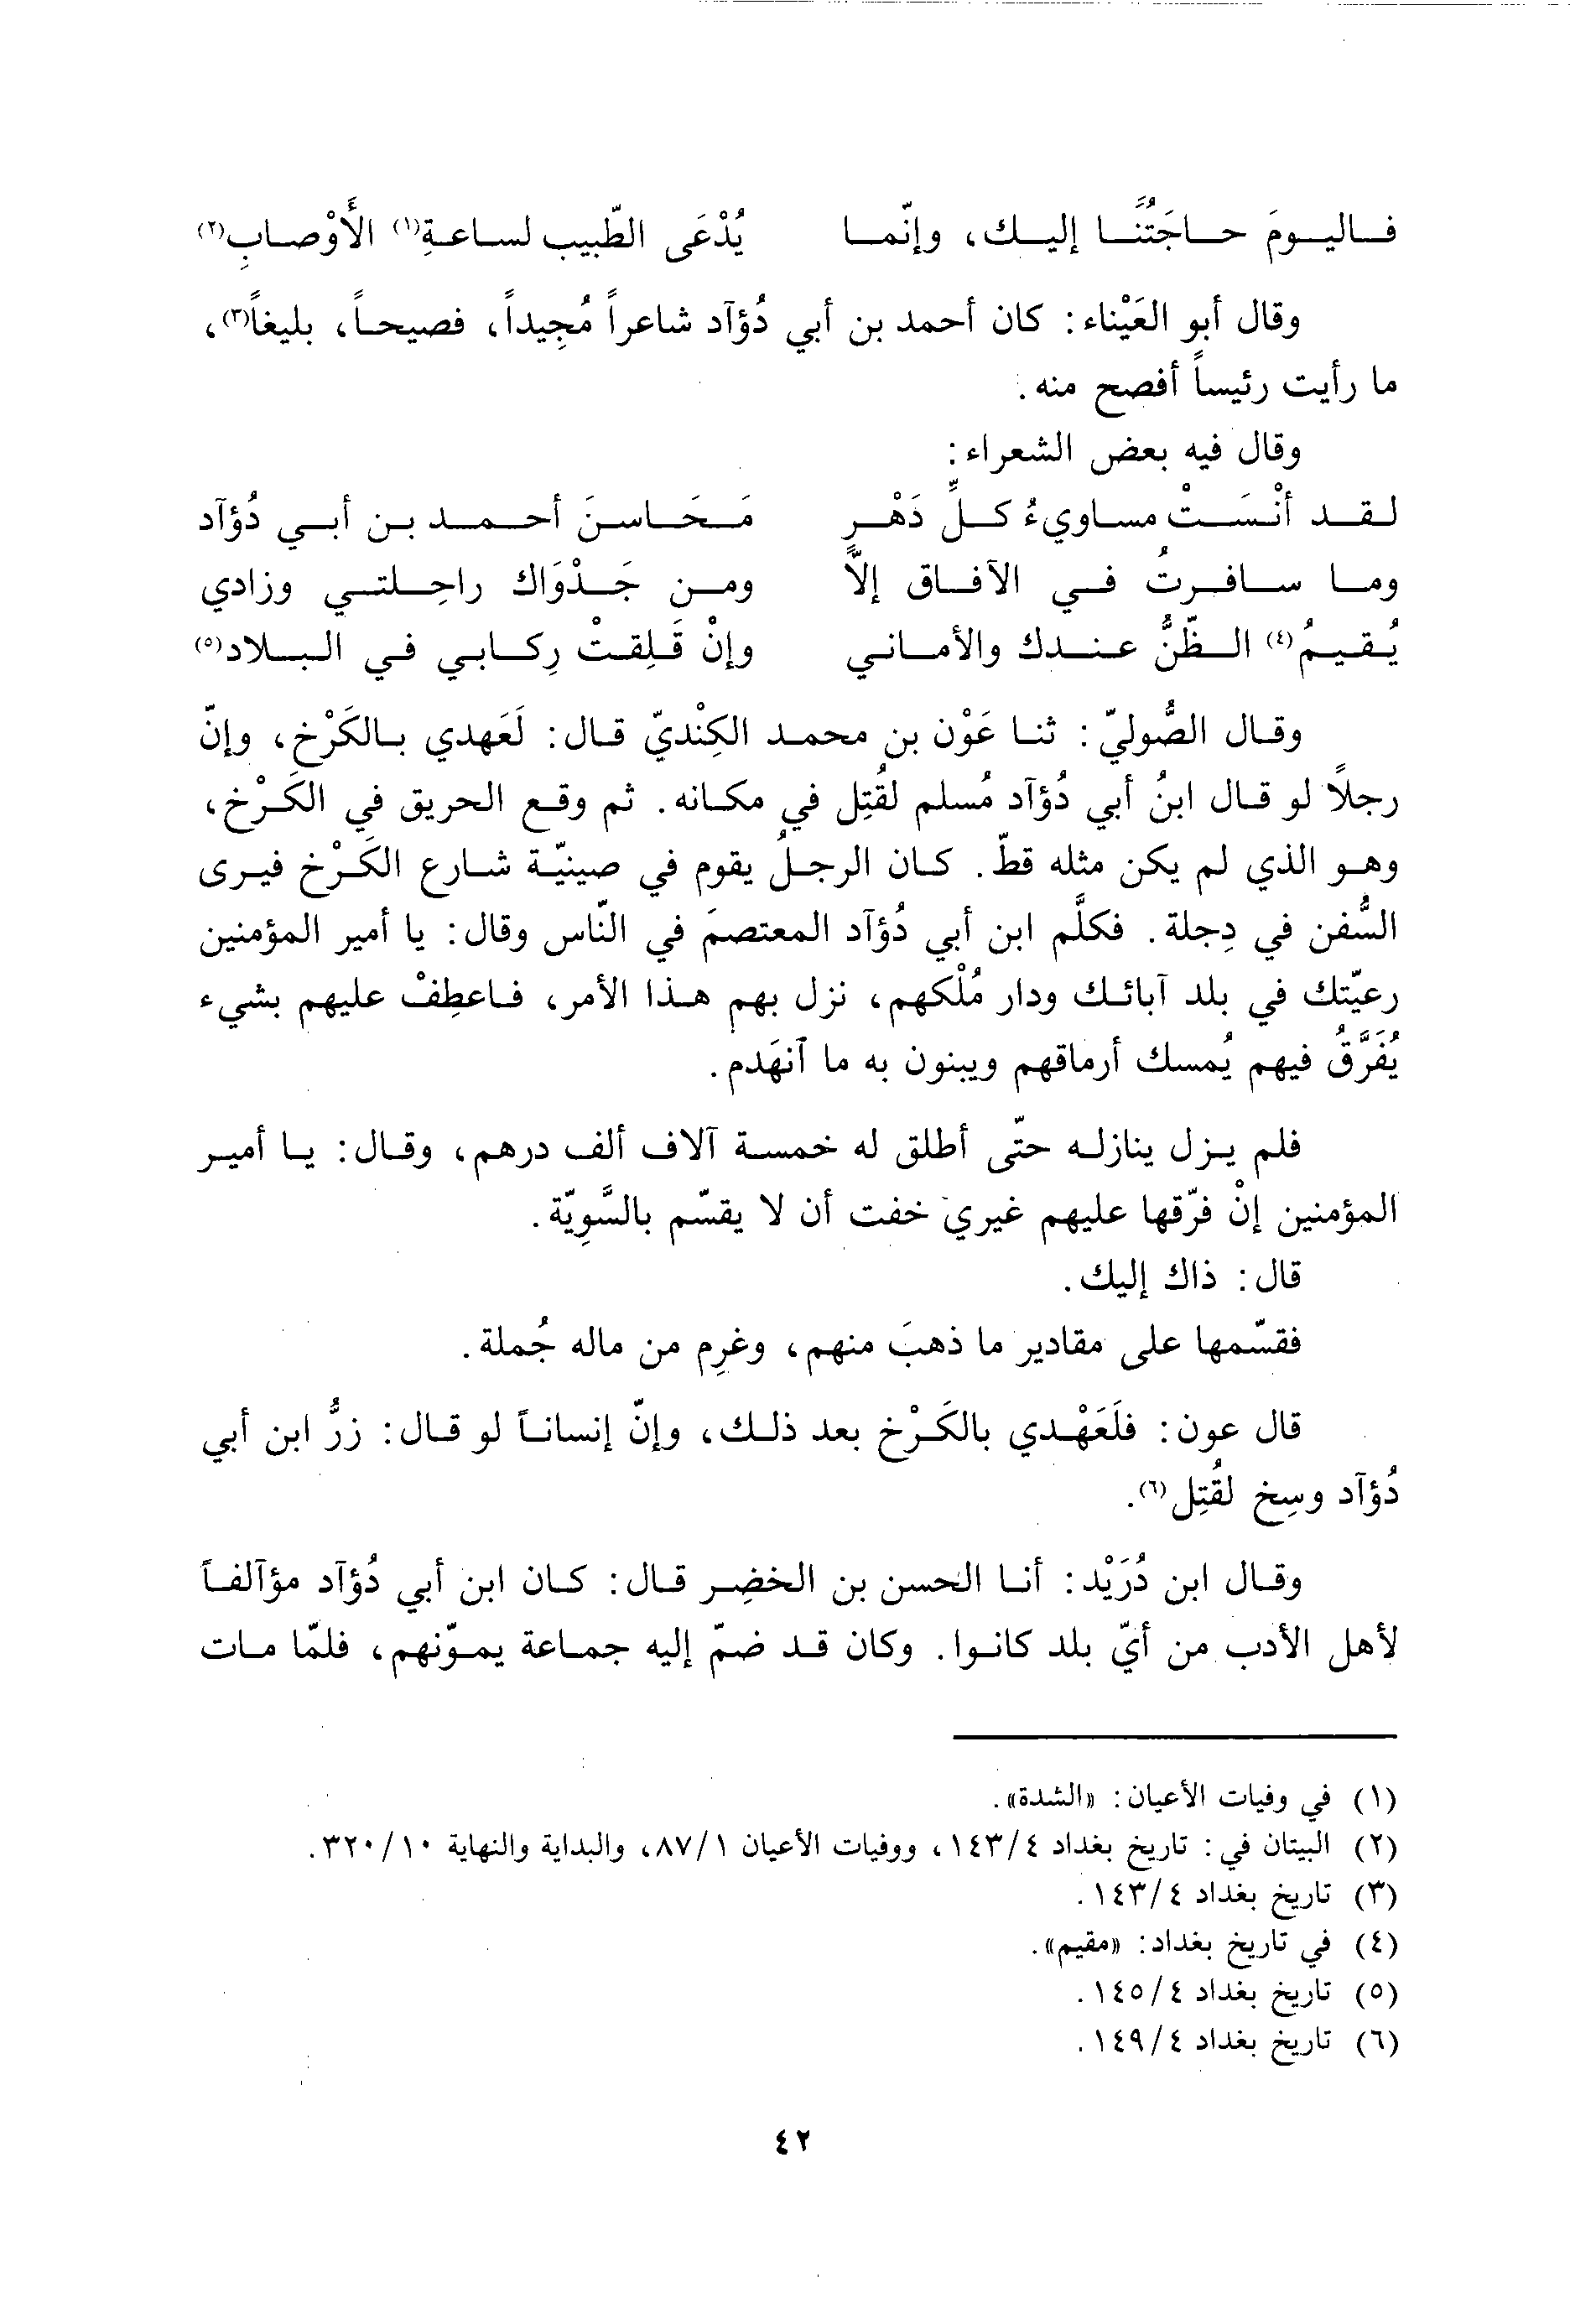 فاليومَ حاجَتُنَا إليك، وإنّما يُدْعَى الطّبيب لساعةِ(١) الأَوْصابِ(٢)
وقال أبو العَيْناء: كان أحمد بن أبي دُؤآد شاعراً مُجِيداً، فصيحاً، بليغاً(٣)،
ما رأيت رئيساً أفصح منه.
وقال فيه بعض الشعراء:
لقد أنْسَتْ مساوىءُ كلِّ دَهْرٍ مَحَاسنَ أحمد بن أبي دُؤآد
وما سافرتُ في الآفاق إلاَّ ومن جَدْوَاك راحِلتي وزادي
يُقيمُ(٤) الظّنُّ عندك والأماني وإنْ قَلِقتْ رِكابي في البلاد(٥)
وقال الصُّوليّ: ثنا عَوْن بن محمد الكِنْديّ قال: لَعَهدي بالكَرْخ، وإنّ
رجلاً لو قال ابنُ أبي دُؤآد مُسلم لقُتِل في مكانه. ثم وقع الحريق في الكَرْخ،
وهو الذي لم يكن مثله قطّ. كان الرجلُ يقوم في صينيّة شارع الكَرْخ فيرى
السُّفن في دِجلة. فكلَّم ابن أبي دُؤآد المعتصمَ في النّاس وقال: يا أمير المؤمنين
رعيّتك في بلد آبائك ودار مُلْكهم، نزل بهم هذا الأمر، فاعطِفْ عليهم بشيء
يُفَرَّقُ فيهم يُمسك أرماقهم ويبنون به ما آنهَدم.
فلم يزل ينازله حتّى أطلق له خمسة آلاف ألف درهم، وقال: يا أمير
المؤمنين إنْ فرّقها عليهم غيري خفت أن لا يقسّم بالسَّوِيّة.
قال: ذاك إليك.
فقسّمها على مقادير ما ذهبَ منهم، وغرِم من ماله جُملة.
قال عون: فلَعَهْدي بالكَرْخ بعد ذلك، وإنّ إنساناً لو قال: زرُّ ابن أبي
دُؤآد وسِخ لقُتِل(٦).
وقال ابن دُرَيْد: أنا الحسن بن الخضِر قال: كان ابن أبي دُؤآد مؤآلفاً
لأهل الأدب من أيّ بلد كانوا. وكان قد ضمّ إليه جماعة يموّنهم، فلمّا مات
(١) في وفيات الأعيان: «الشدة».
(٢) البيتان في: تاريخ بغداد ١٤٣/٤، ووفيات الأعيان ٨٧/١، والبداية والنهاية ٣٢٠/١٠.
(٣) تاريخ بغداد ١٤٣/٤.
(٤) في تاريخ بغداد: «مقيم».
(٥) تاريخ بغداد ١٤٥/٤.
(٦) تاريخ بغداد ١٤٩/٤.
٤٢